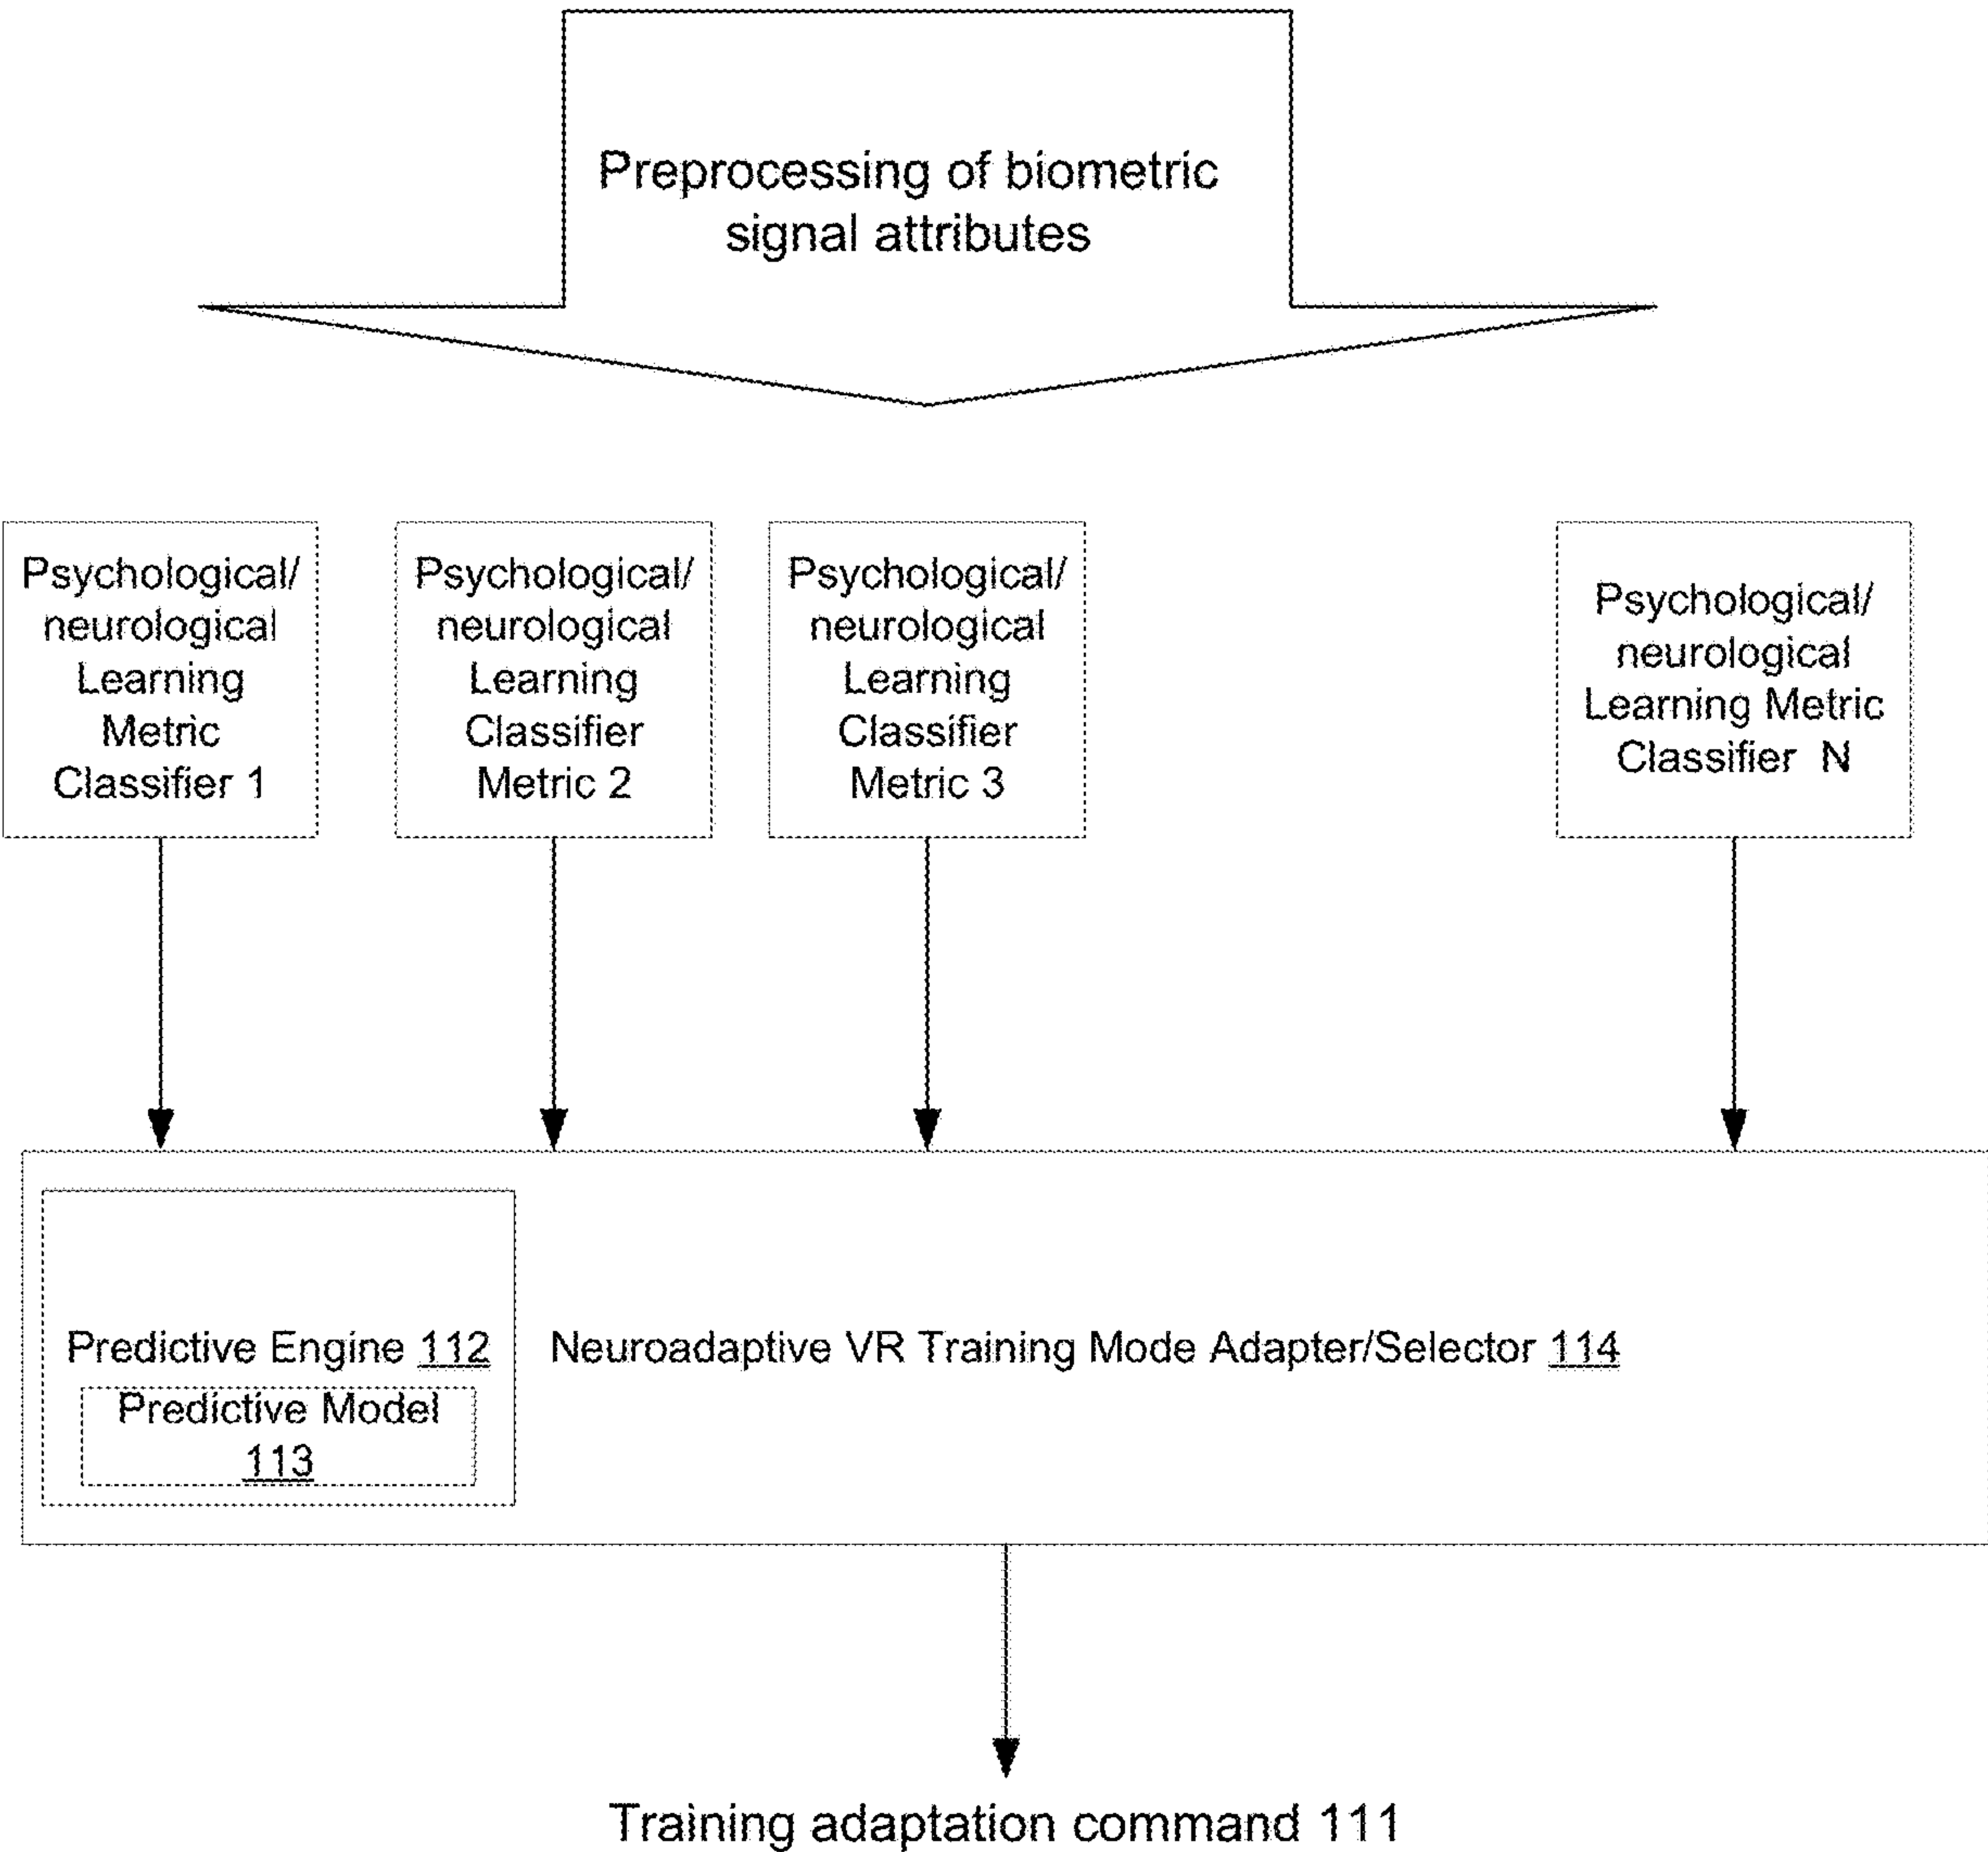 Preprocessing of biometric
signal attributes
Psychological/
neurological
Learning
Metric
Classifier 1
Psychological/
neurological
Learning
Classifier
Metric 2
Psychological/
neurological
Learning
Classifier
Metric 3
Psychological/
neurological
Learning Metric
Classifier N
Predictive Engine 112
Predictive Model
113
Neuroadaptive VR Training Mode Adapter/Selector 114
Training adaptation command 111